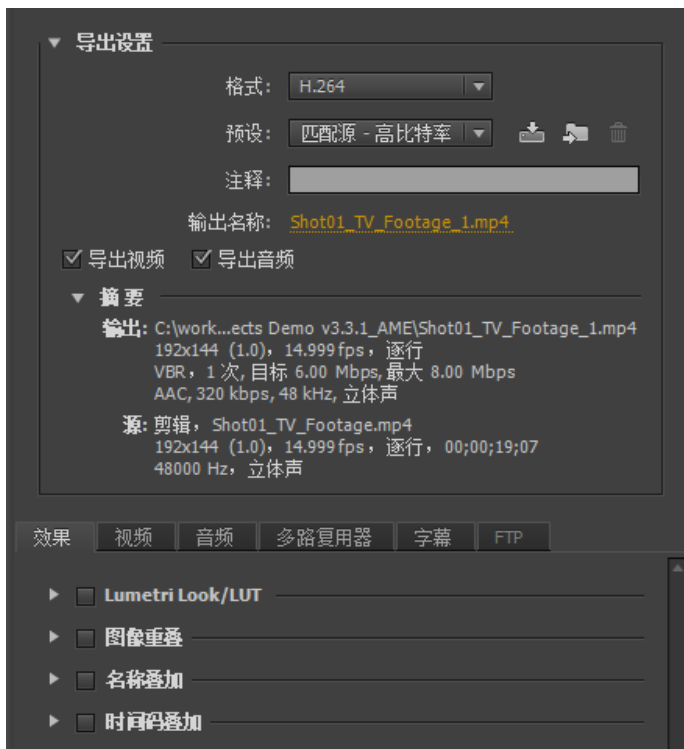 导出设置
格式： H.264
预设： 匹配源 - 高比特率
注释：
输出名称： Shot01_TV_Footage_1.mp4
导出视频 导出音频
摘要
输出: C:\work...ects Demo v3.3.1_AME\Shot01_TV_Footage_1.mp4
192x144 (1.0)， 14.999 fps， 逐行
VBR， 1 次, 目标 6.00 Mbps, 最大 8.00 Mbps
AAC, 320 kbps, 48 kHz, 立体声
源: 剪辑， Shot01_TV_Footage.mp4
192x144 (1.0)， 14.999 fps， 逐行， 00;00;19;07
48000 Hz， 立体声
效果 视频 音频 多路复用器 字幕 FTP
Lumetri Look/LUT
图像重叠
名称叠加
时间码叠加